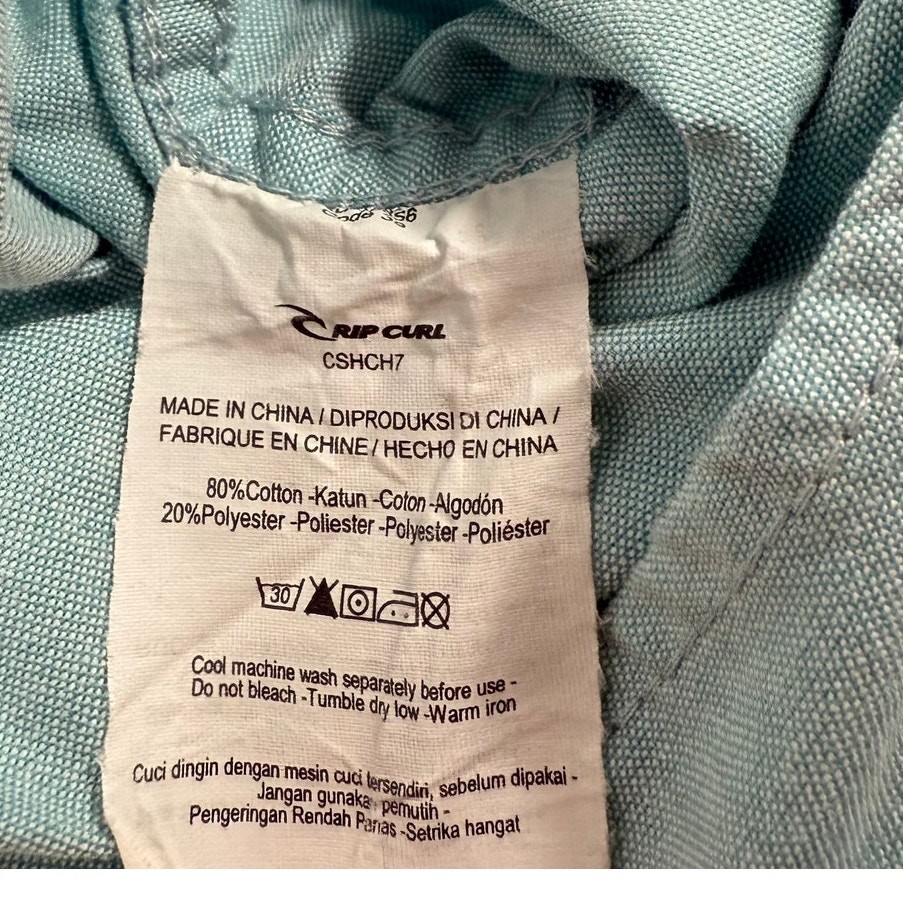 RIP CURL
CSHCH7
MADE IN CHINA / DIPRODUKSI DI CHINA /
FABRIQUE EN CHINE / HECHO EN CHINA
80%Cotton -Katun -Coton -Algodón
20%Polyester -Poliester -Polyester -Poliéster
30
Cool machine wash separately before use -
Do not bleach -Tumble dry low -Warm iron
Cuci dingin dengan mesin cuci tersendiri, sebelum dipakai -
Jangan pemutih -
Pengeringan Rendah Panas -Setrika hangat